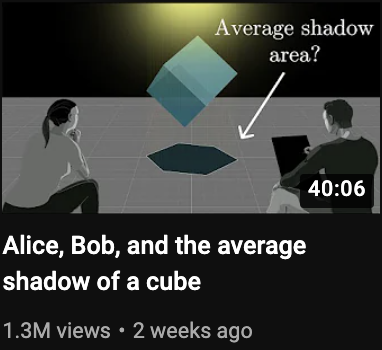 Average shadow
area?
40:06
Alice, Bob, and the average
shadow of a cube
1.3M views • 2 weeks ago